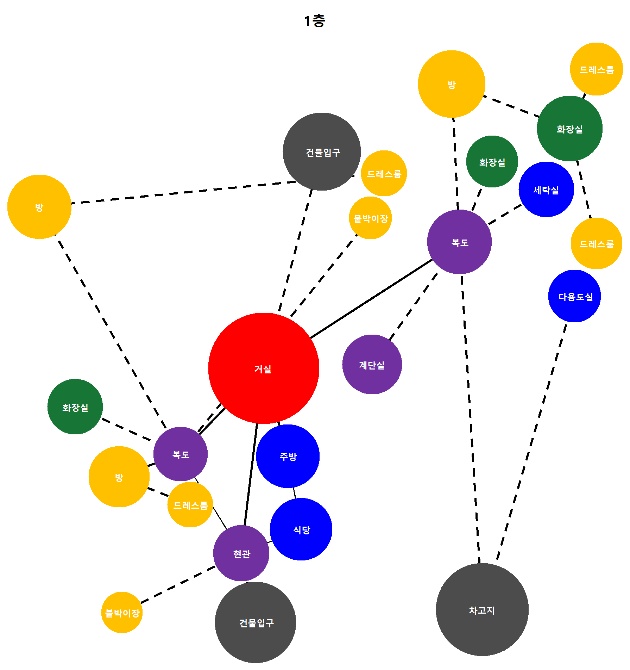 1층
드레스룸
방
화장실
건물입구
화장실
드레스룸
세탁실
방
붙박이장
복도
드레스룸
다용도실
계단실
거실
화장실
복도
주방
방
드레스룸
식당
현관
차고지
붙박이장
건물입구